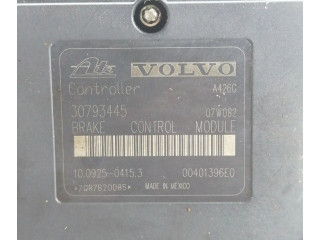 Ate VOLVO
Controller A426C
30793445 07W082
BRAKE CONTROL MODULE
10.0925-0415.3 00401396E0
MADE IN MEXICO